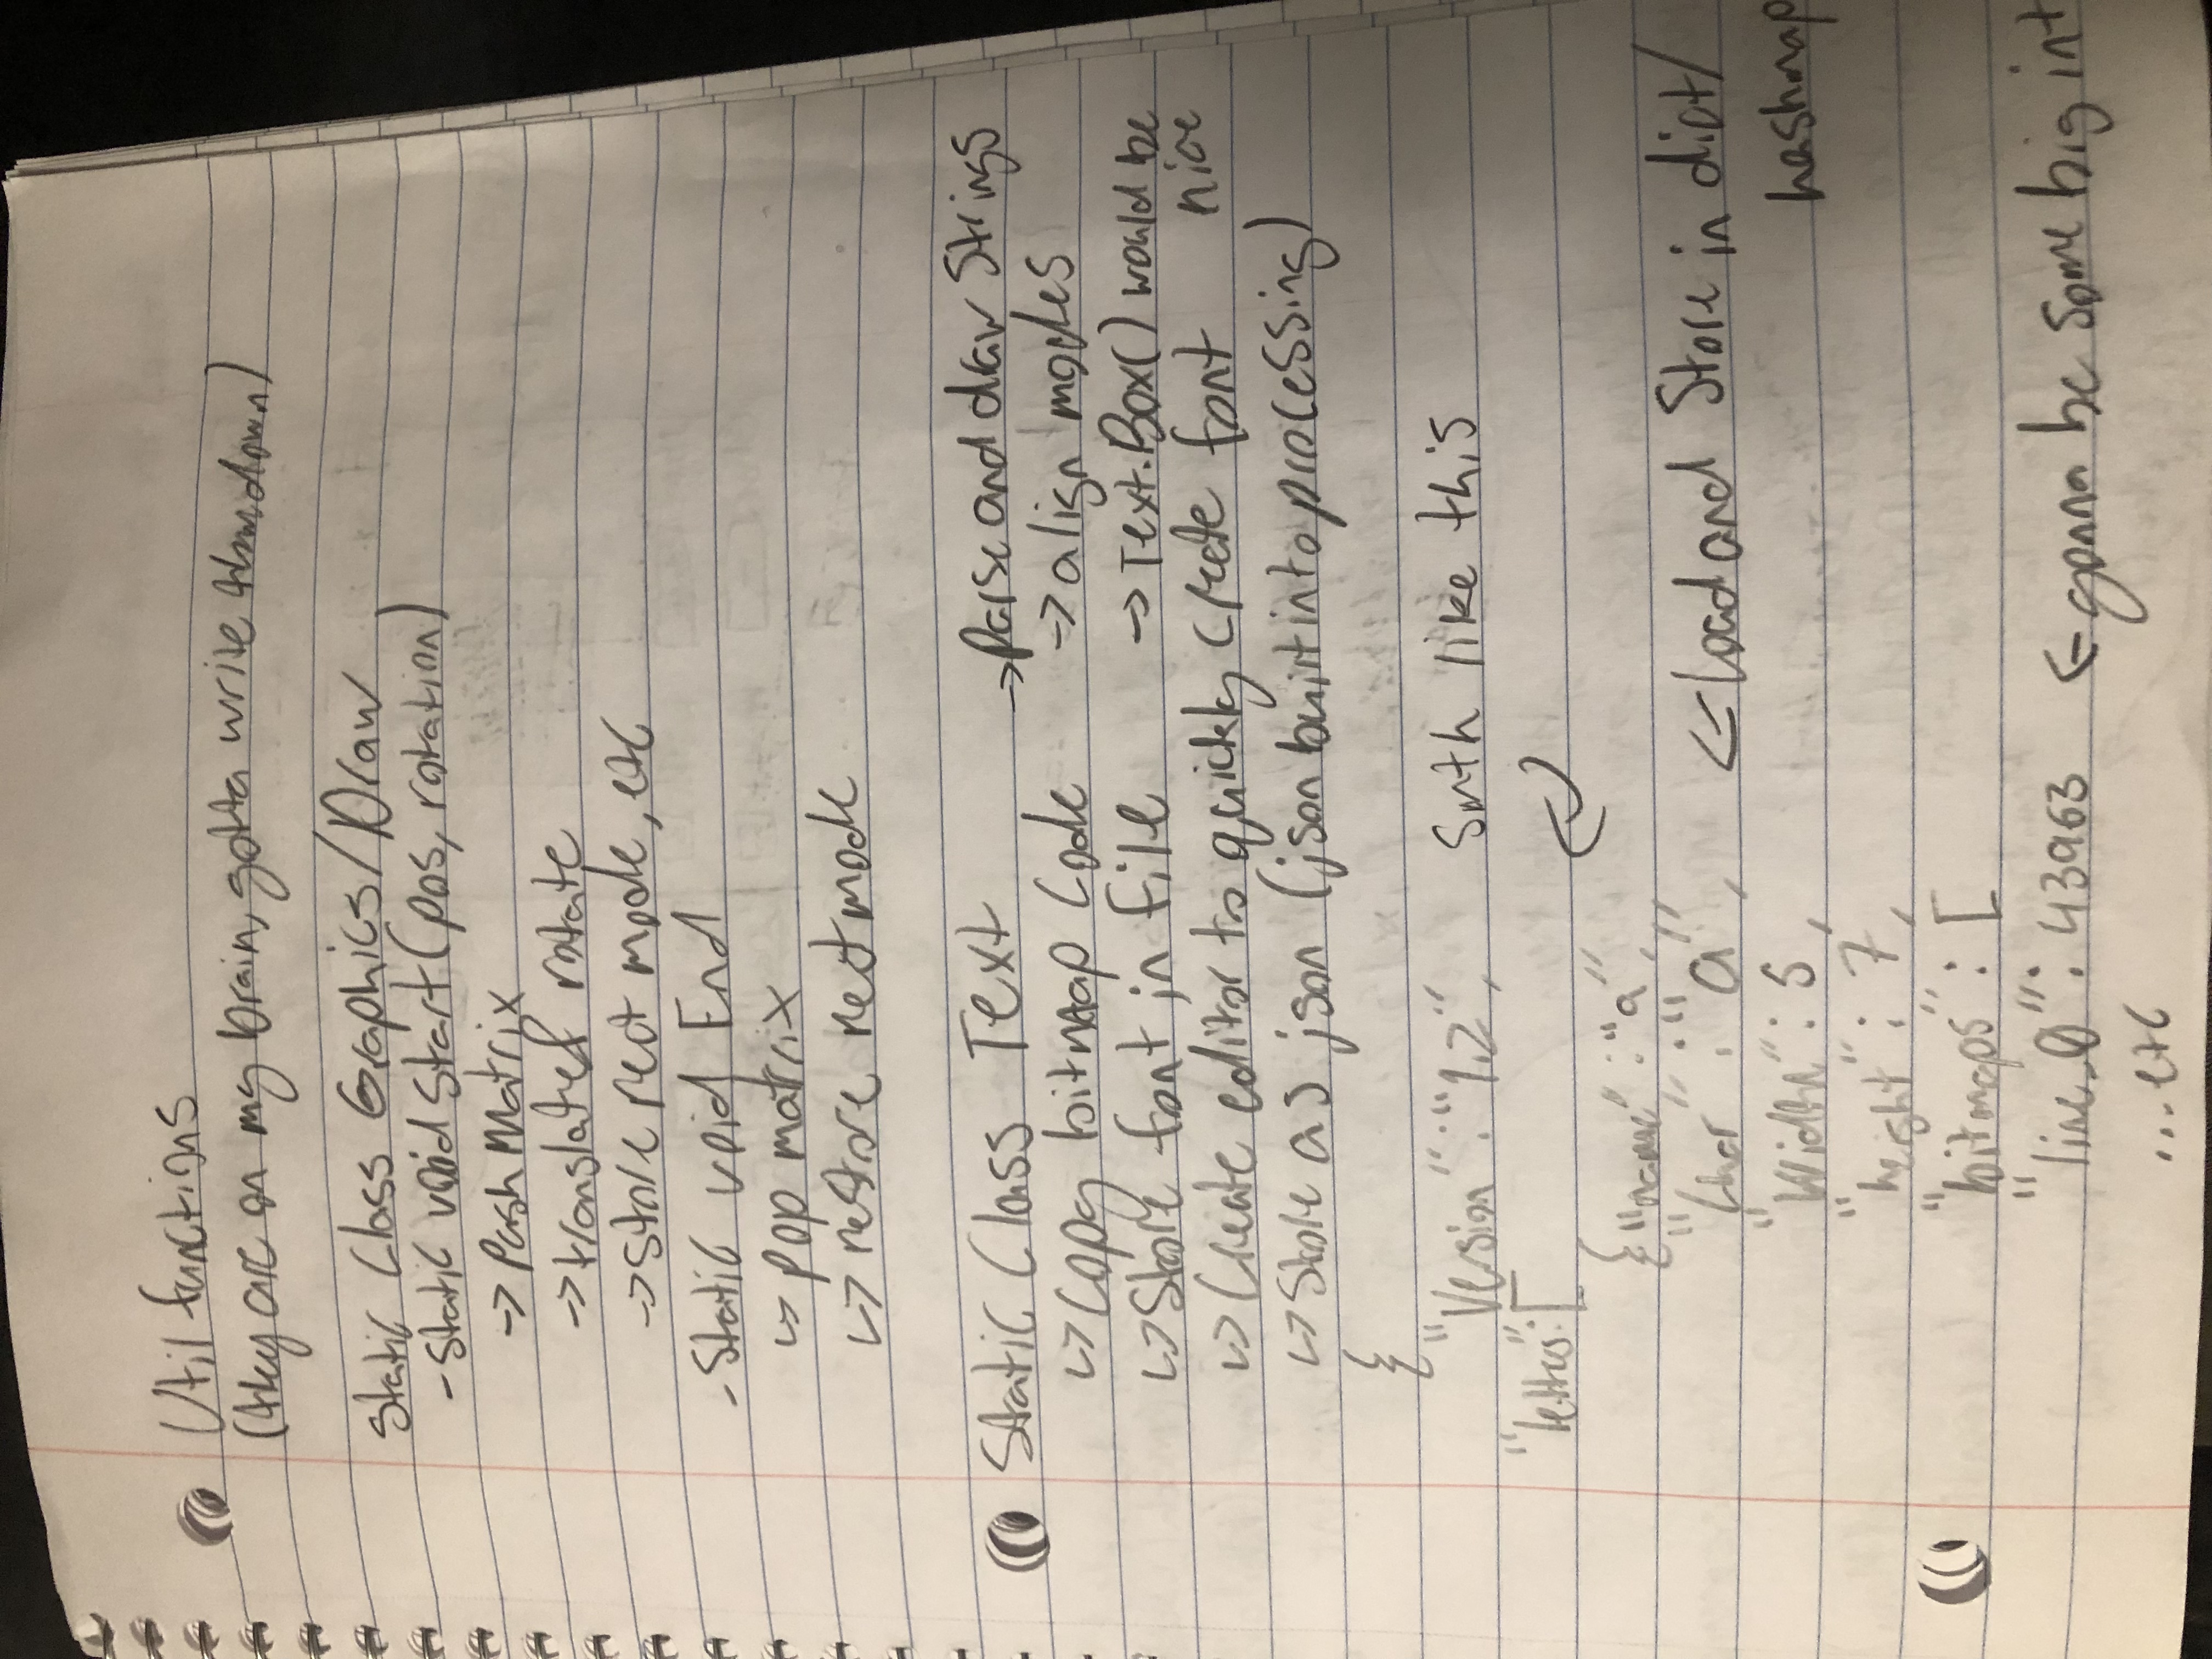 Util functions
(they are on my brain, gotta write them down)
Static Class Graphics/Draw
- Static void Start(pos, rotation)
-> Push Matrix
-> translate & rotate
-> Store rect mode, etc
- Static void End
↳ pop matrix
↳ restore rect mode
Static Class Text
↳ Copy bitmap Code
↳ Store font in file
↳ Create editor to quickly create font
↳ Store as json (json built into processing)
-> Parse and draw Strings
-> align modes
-> Text.Box() would be
nice
{
"Version": "1.2",
Smth like this
"letters": [
{ "name": "a",
"Char": "a",
<- Load and Store in dict/
hashmap
"Width": 5,
"height": 7,
"bitmaps": [
"line_0": 43963
<- gonna be some big int
... etc